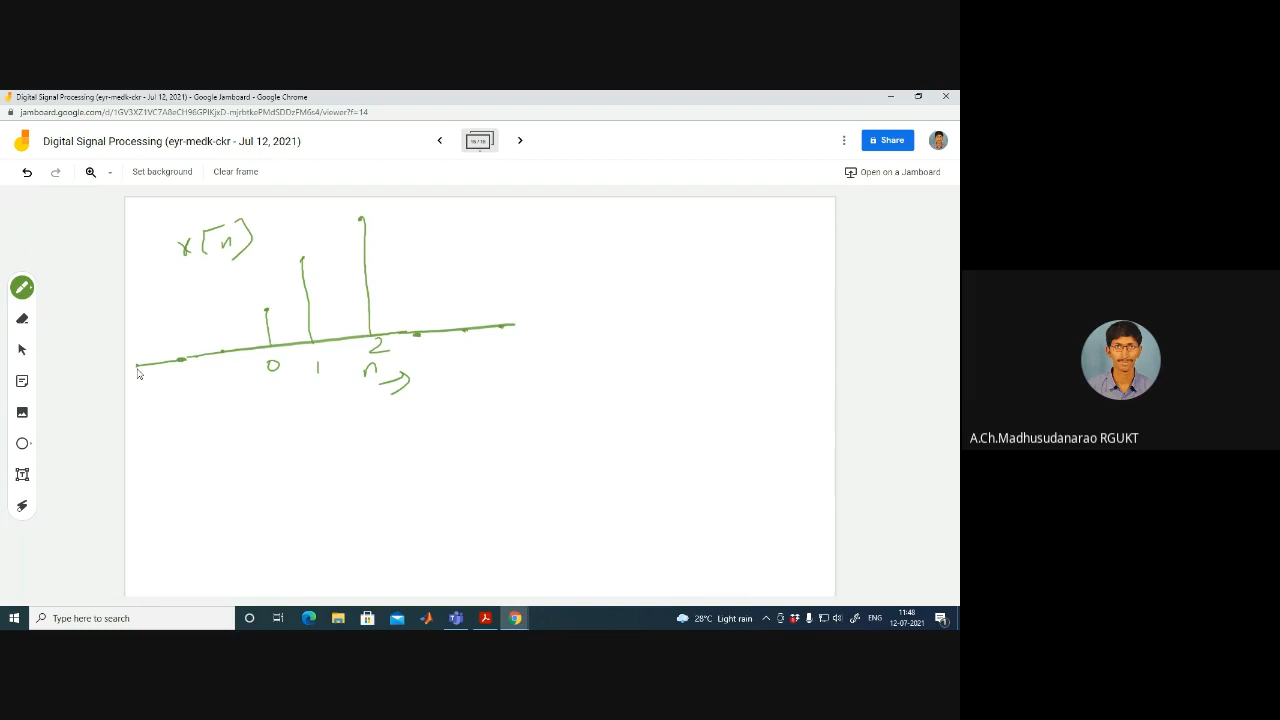 Digital Signal Processing (eyr-medk-ckr - Jul 12, 2021) - Google Jamboard - Google Chrome
Digital Signal Processing (eyr-medk-ckr - Jul 12, 2021)
Share
Set background
Clear frame
Open on a Jamboard
x[n]
0 1 2
n
A.Ch.Madhusudanarao RGUKT
Type here to search
28°C Light rain
ENG
11:48
12-07-2021